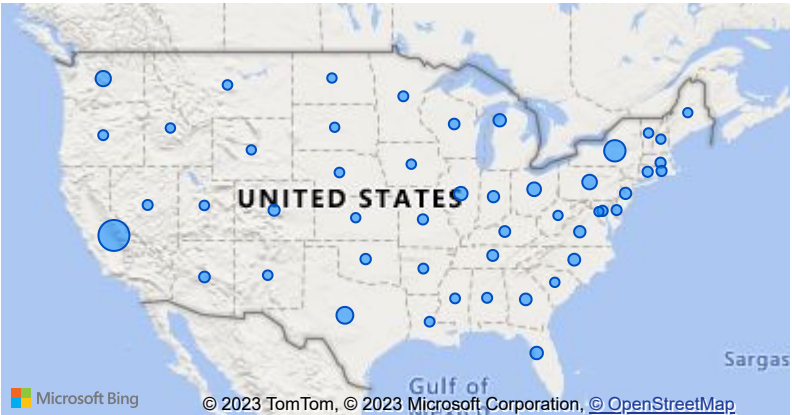 UNITED STATES
Sargas
Gulf of
Microsoft Bing
© 2023 TomTom, © 2023 Microsoft Corporation, © OpenStreetMap